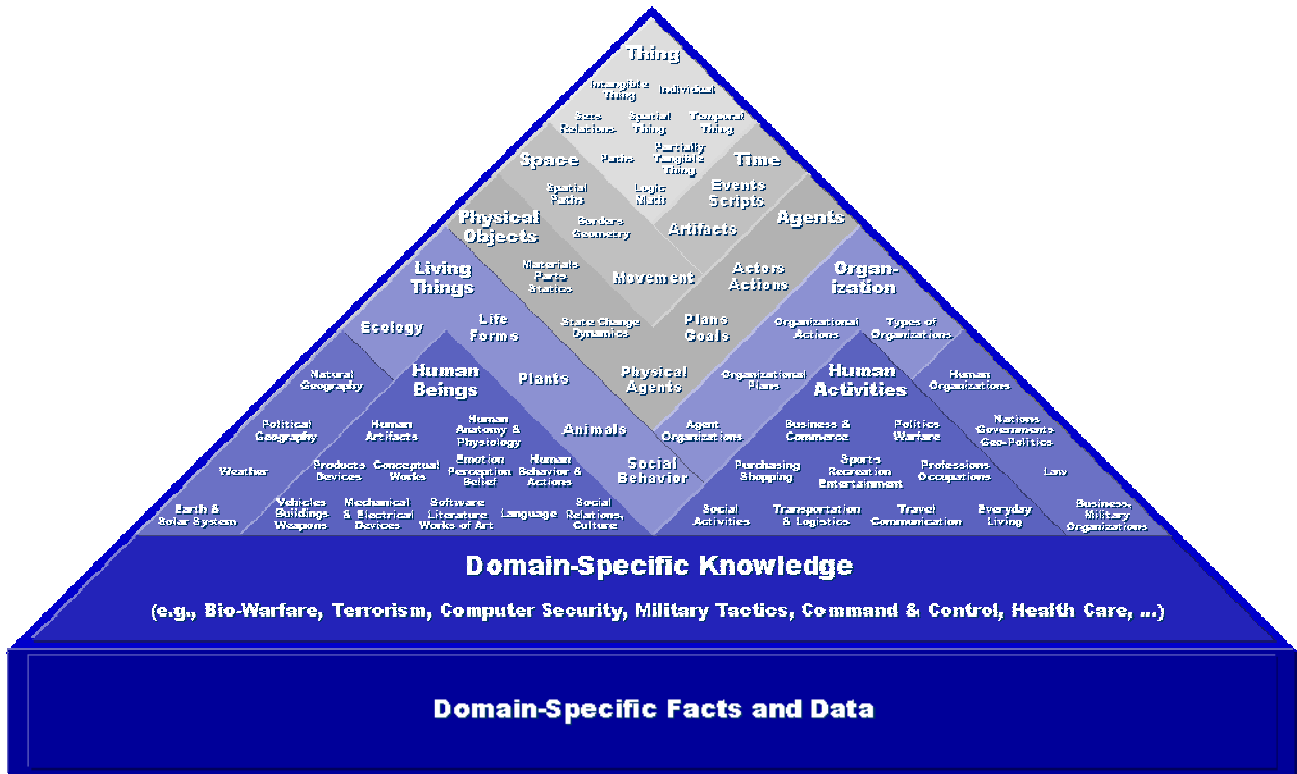 Thing
Intangible
Thing
Individual
Sets
Relations
Spatial
Thing
Temporal
Thing
Space
Paths
Partially
Tangible
Thing
Time
Spatial
Paths
Logic
Math
Events
Scripts
Physical
Objects
Borders
Geometry
Artifacts
Agents
Living
Things
Materials
Parts
Statics
Movement
Actors
Actions
Organ-
ization
Ecology
Life
Forms
State Change
Dynamics
Plans
Goals
Organizational
Actions
Types of
Organizations
Natural
Geography
Human
Beings
Plants
Physical
Agents
Organizational
Plans
Human
Activities
Human
Organizations
Political
Geography
Human
Artifacts
Human
Anatomy &
Physiology
Animals
Agent
Organizations
Business &
Commerce
Politics
Warfare
Nations
Governments
Geo-Politics
Weather
Products
Devices
Conceptual
Works
Emotion
Perception
Belief
Human
Behavior &
Actions
Social
Behavior
Purchasing
Shopping
Sports
Recreation
Entertainment
Professions
Occupations
Law
Earth &
Solar System
Vehicles
Buildings
Weapons
Mechanical
& Electrical
Devices
Software
Literature
Works of Art
Language
Social
Relations,
Culture
Social
Activities
Transportation
& Logistics
Travel
Communication
Everyday
Living
Business,
Military
Organizations
Domain-Specific Knowledge
(e.g., Bio-Warfare, Terrorism, Computer Security, Military Tactics, Command & Control, Health Care, ...)
Domain-Specific Facts and Data